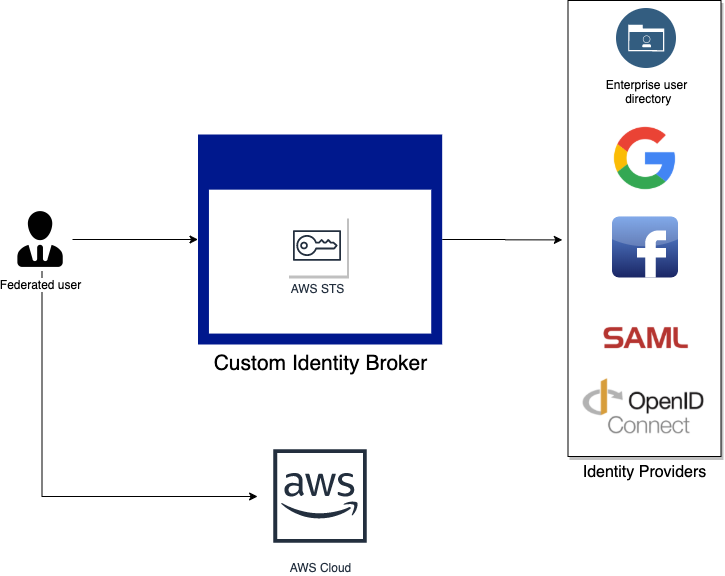 Enterprise user
directory
AWS STS
Federated user
Custom Identity Broker
SAML
OpenID
Connect
Identity Providers
aws
AWS Cloud